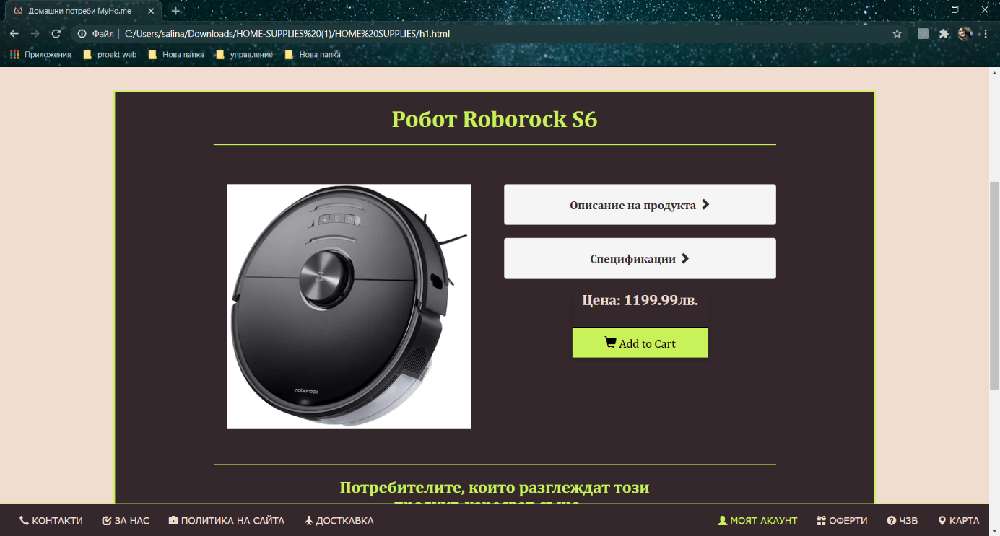 Домашни потреби MyHo.me
Файл | C:/Users/salina/Downloads/HOME-SUPPLIES%20(1)/HOME%20SUPPLIES/h1.html
Приложения proekt web Нова папка управление Нова папка
Робот Roborock S6
Описание на продукта
Спецификации
Цена: 1199.99лв.
Add to Cart
roborock
Потребителите, които разглеждат този
КОНТАКТИ ЗА НАС ПОЛИТИКА НА САЙТА ДОСТКАВКА МОЯТ АКАУНТ ОФЕРТИ ЧЗВ КАРТА